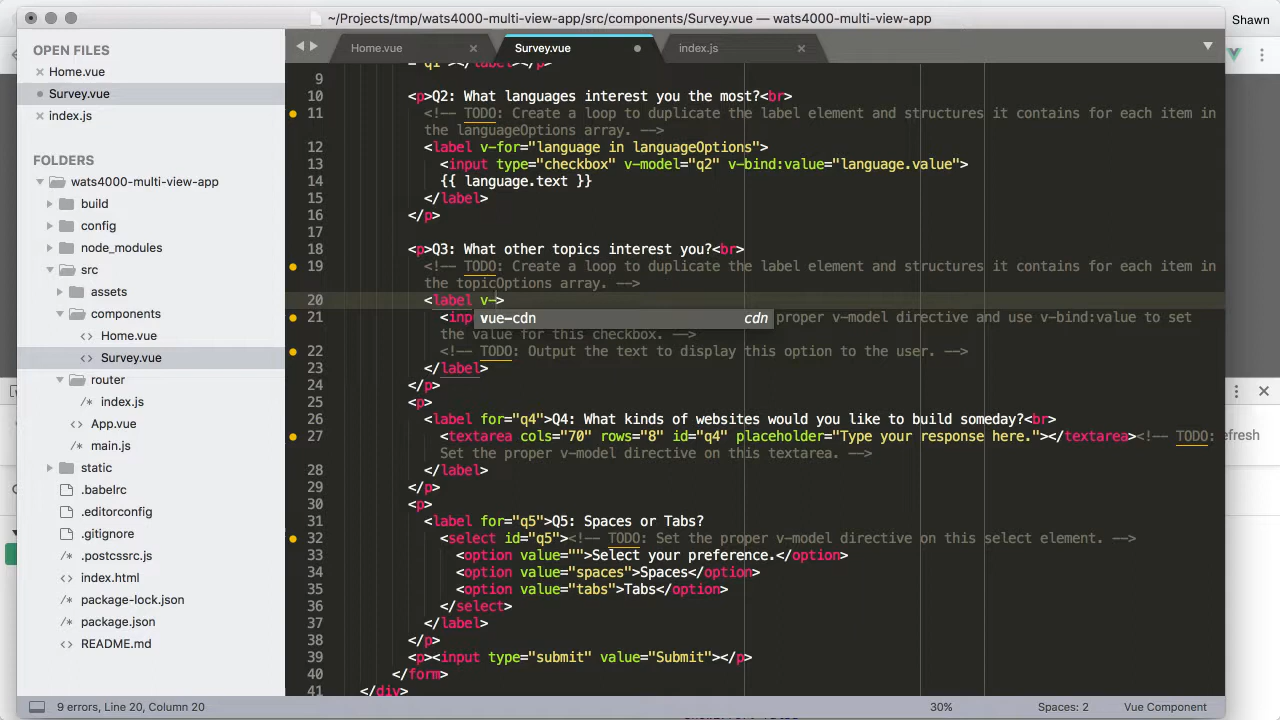 ~/Projects/tmp/wats4000-multi-view-app/src/components/Survey.vue — wats4000-multi-view-app
Shawn
OPEN FILES
Home.vue
Survey.vue
index.js
FOLDERS
wats4000-multi-view-app
build
config
node_modules
src
assets
components
Home.vue
Survey.vue
router
index.js
App.vue
main.js
static
.babelrc
.editorconfig
.gitignore
.postcssrc.js
index.html
package-lock.json
package.json
README.md
Home.vue
Survey.vue
index.js
="q1"></label></p>
9
10 <p>Q2: What languages interest you the most?<br>
11 <!-- TODO: Create a loop to duplicate the label element and structures it contains for each item in
the languageOptions array. -->
12 <label v-for="language in languageOptions">
13 <input type="checkbox" v-model="q2" v-bind:value="language.value">
14 {{ language.text }}
15 </label>
16 </p>
17
18 <p>Q3: What other topics interest you?<br>
19 <!-- TODO: Create a loop to duplicate the label element and structures it contains for each item in
the topicOptions array. -->
20 <label v->
vue-cdn cdn
21 <inp proper v-model directive and use v-bind:value to set
the value for this checkbox. -->
22 <!-- TODO: Output the text to display this option to the user. -->
23 </label>
24 </p>
25 <p>
26 <label for="q4">Q4: What kinds of websites would you like to build someday?<br>
27 <textarea cols="70" rows="8" id="q4" placeholder="Type your response here."></textarea><!-- TODO:
Set the proper v-model directive on this textarea. -->
28 </label>
29 </p>
30 <p>
31 <label for="q5">Q5: Spaces or Tabs?
32 <select id="q5"><!-- TODO: Set the proper v-model directive on this select element. -->
33 <option value="">Select your preference.</option>
34 <option value="spaces">Spaces</option>
35 <option value="tabs">Tabs</option>
36 </select>
37 </label>
38 </p>
39 <p><input type="submit" value="Submit"></p>
40 </form>
41 </div>
efresh
9 errors, Line 20, Column 20
30%
Spaces: 2
Vue Component